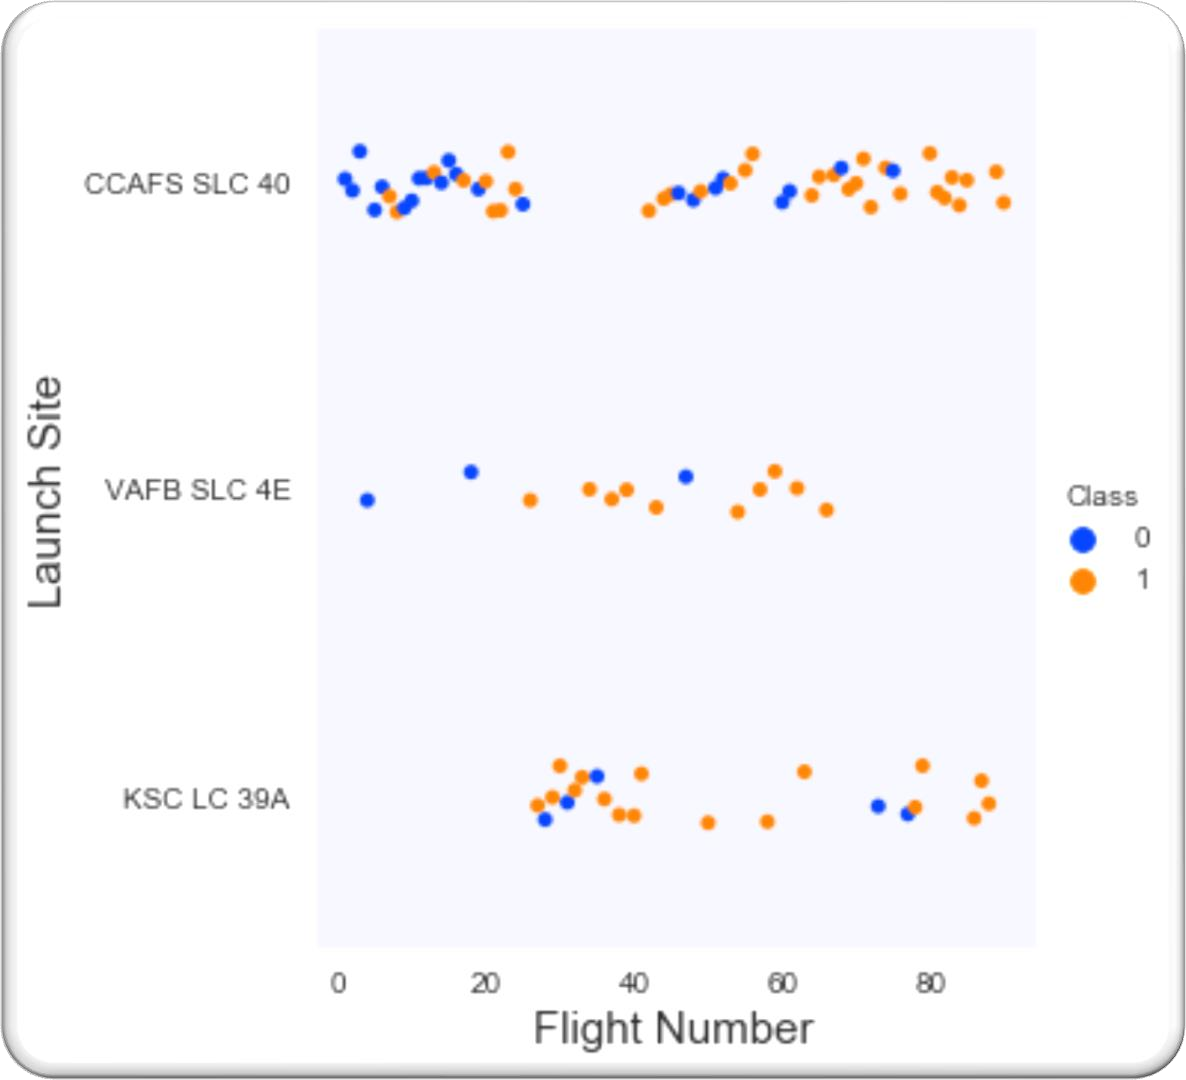 CCAFS SLC 40
VAFB SLC 4E
KSC LC 39A
Launch Site
0 20 40 60 80
Flight Number
Class
0
1